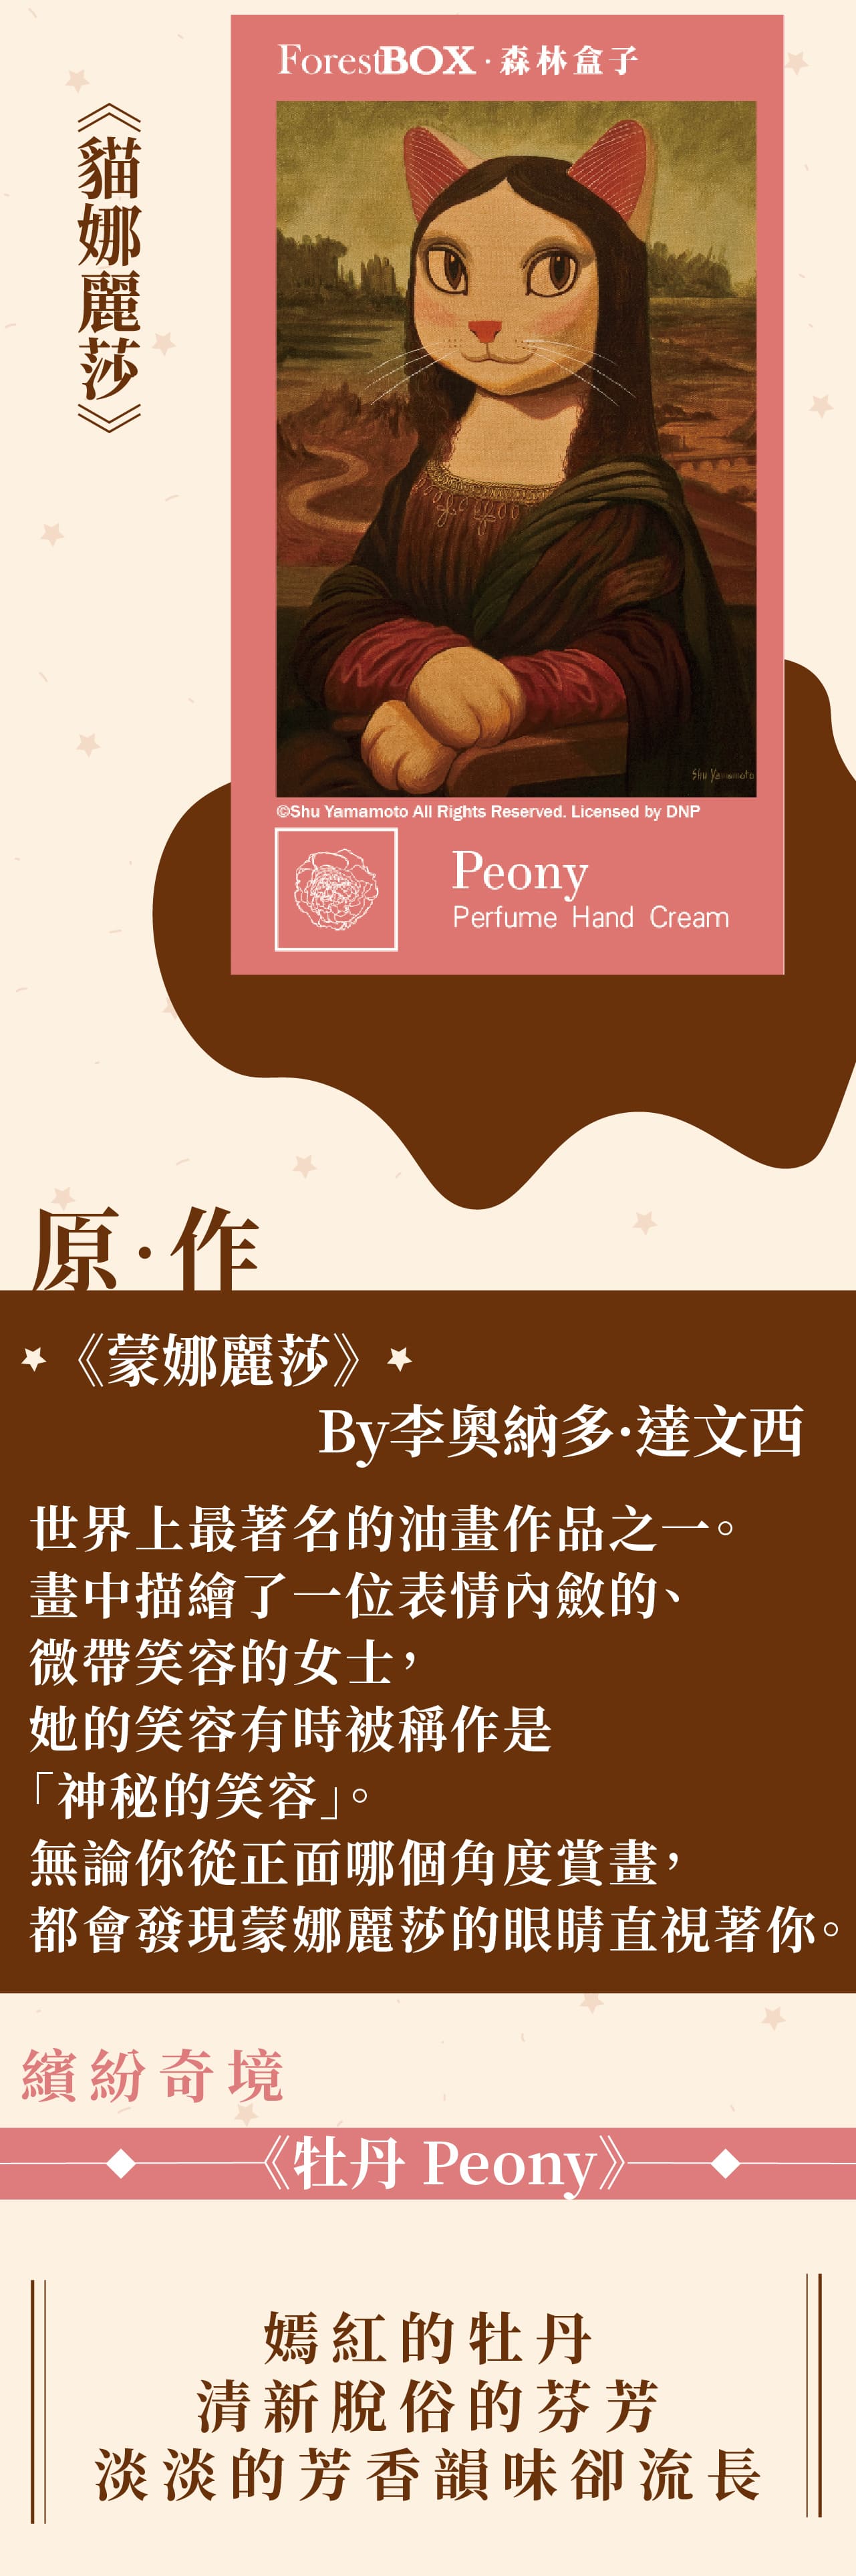 ForestBOX·森林盒子
《貓娜麗莎》
Shu Yamamoto
©Shu Yamamoto All Rights Reserved. Licensed by DNP
Peony
Perfume Hand Cream
原·作
《蒙娜麗莎》
By李奧納多·達文西
世界上最著名的油畫作品之一。
畫中描繪了一位表情內斂的、
微帶笑容的女士，
她的笑容有時被稱作是
「神秘的笑容」。
無論你從正面哪個角度賞畫，
都會發現蒙娜麗莎的眼睛直視著你。
繽紛奇境
《牡丹 Peony》
嫣紅的牡丹
清新脫俗的芬芳
淡淡的芳香韻味卻流長